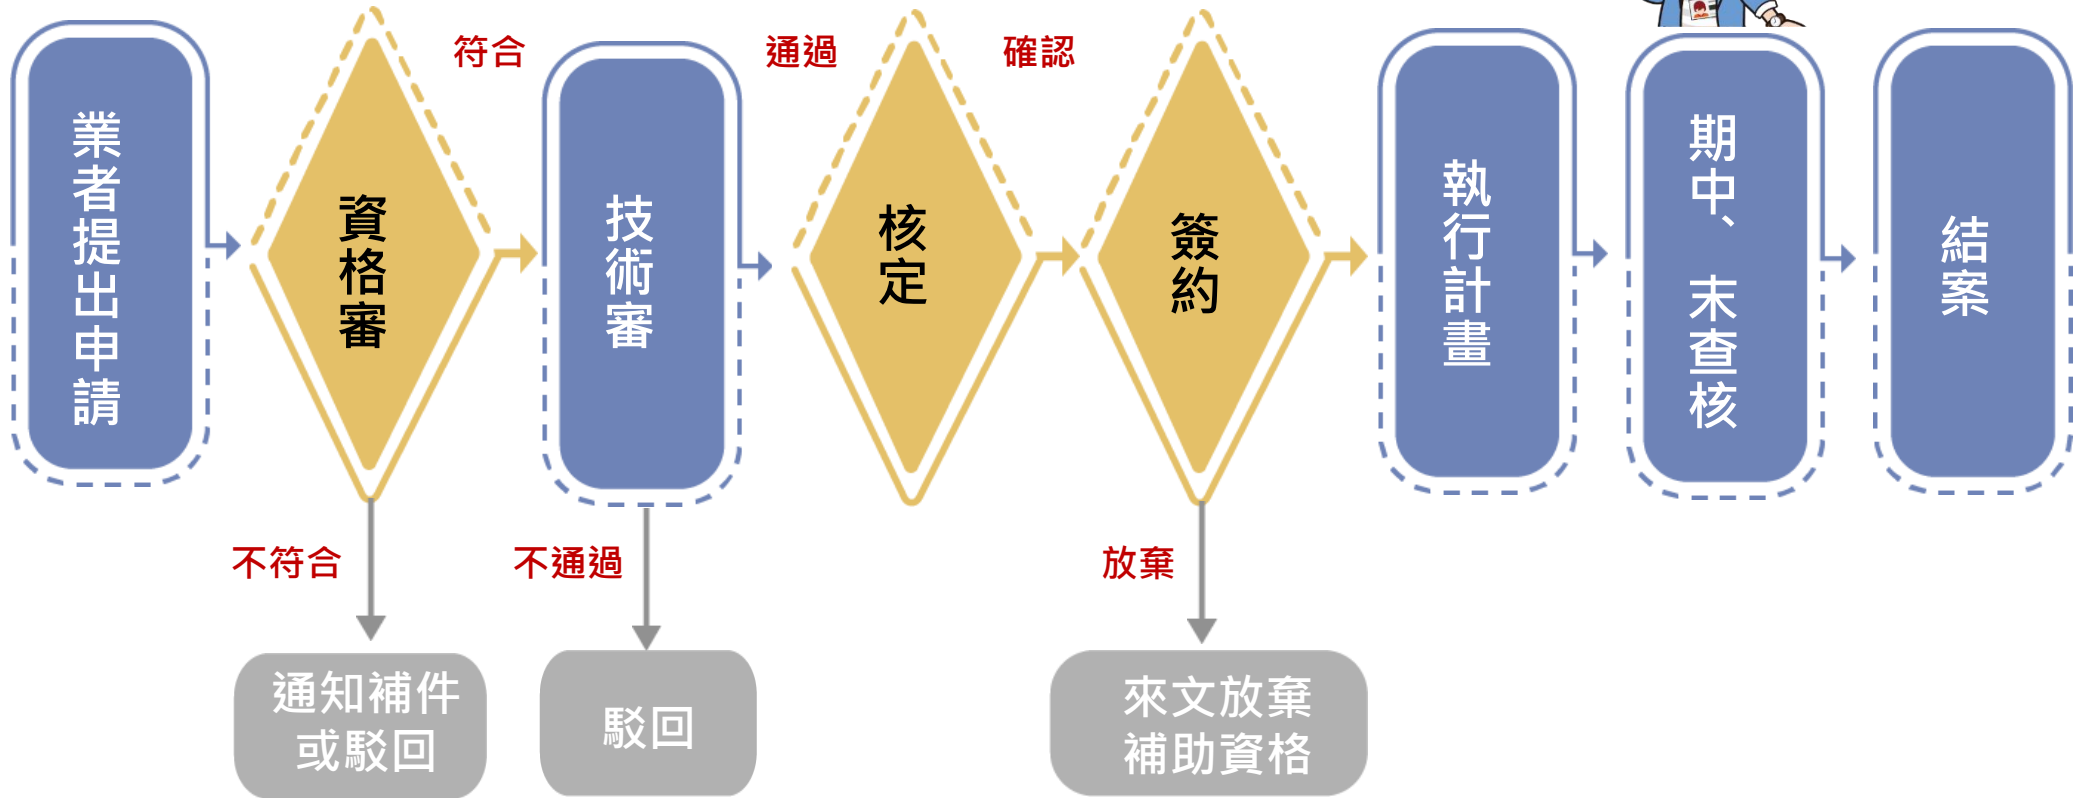 業者提出申請
資格審
符合
技術審
通過
核定
確認
簽約
執行計畫
期中、末查核
結案
不符合
不通過
放棄
通知補件
或駁回
駁回
來文放棄
補助資格